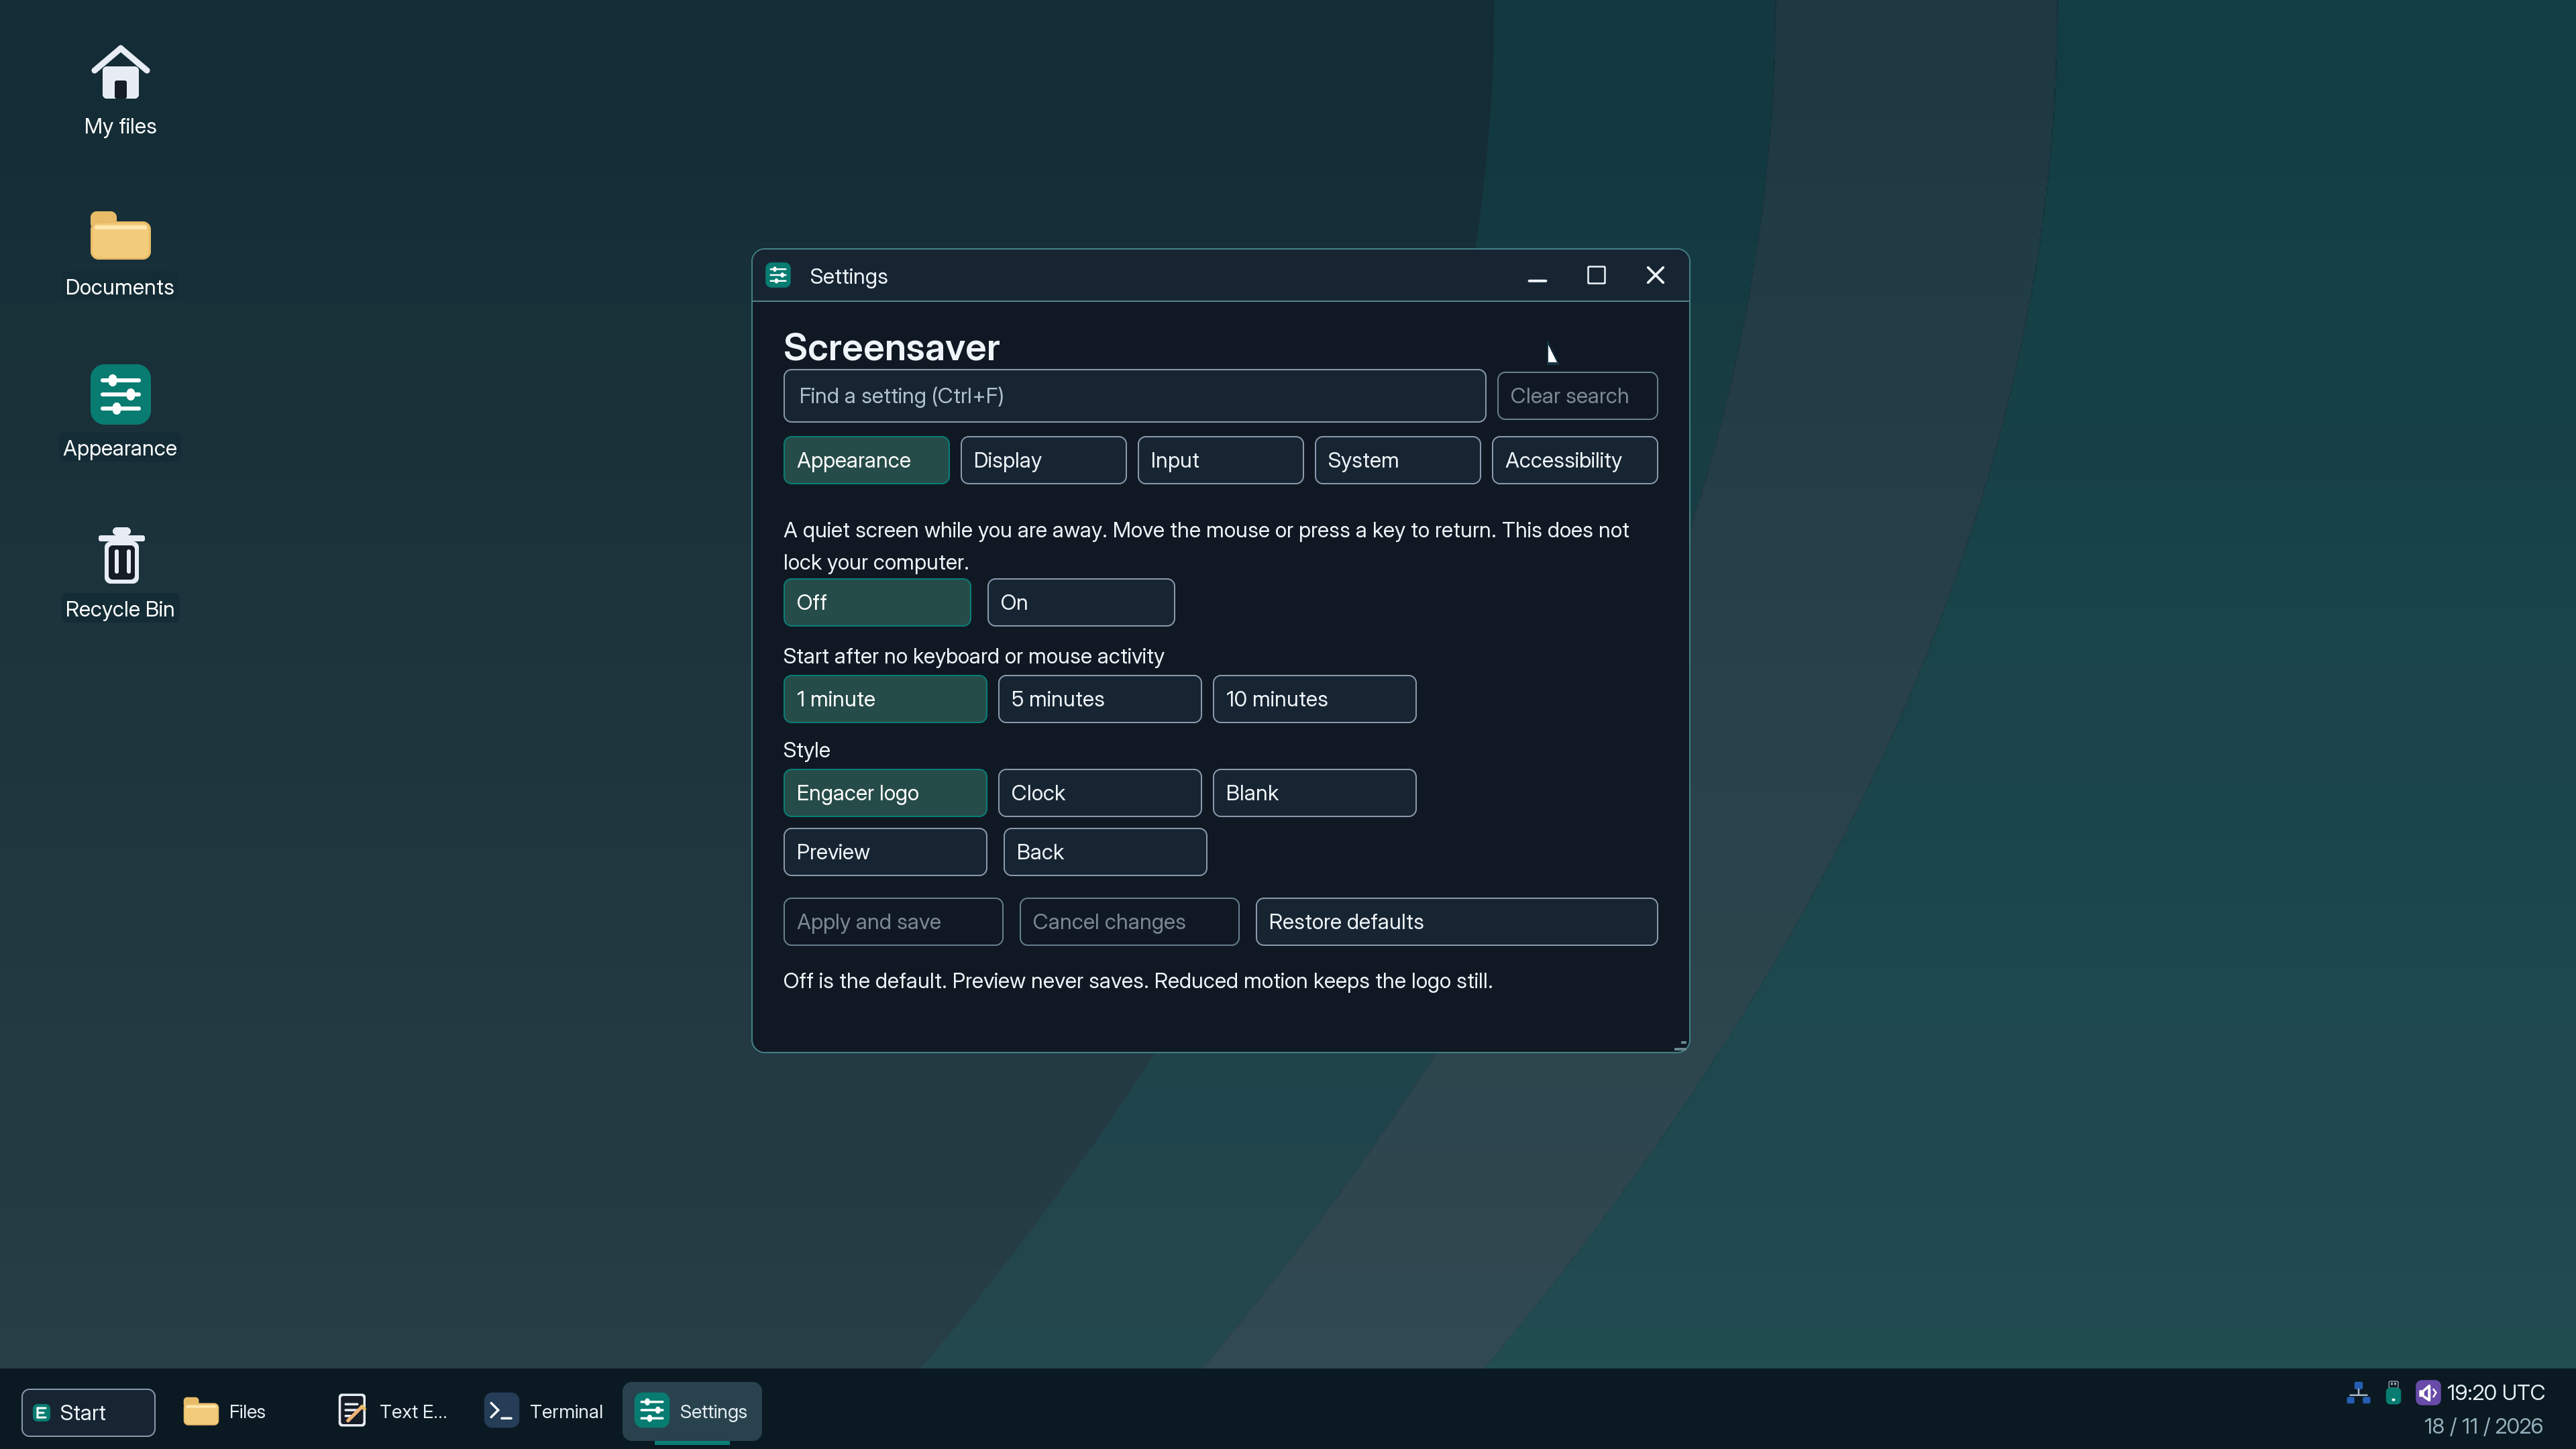 My files
Documents
Appearance
Recycle Bin
Settings
Screensaver
Find a setting (Ctrl+F)
Clear search
Appearance
Display
Input
System
Accessibility
A quiet screen while you are away. Move the mouse or press a key to return. This does not
lock your computer.
Off
On
Start after no keyboard or mouse activity
1 minute
5 minutes
10 minutes
Style
Engacer logo
Clock
Blank
Preview
Back
Apply and save
Cancel changes
Restore defaults
Off is the default. Preview never saves. Reduced motion keeps the logo still.
E Start
Files
Text E...
Terminal
Settings
19:20 UTC
18 / 11 / 2026